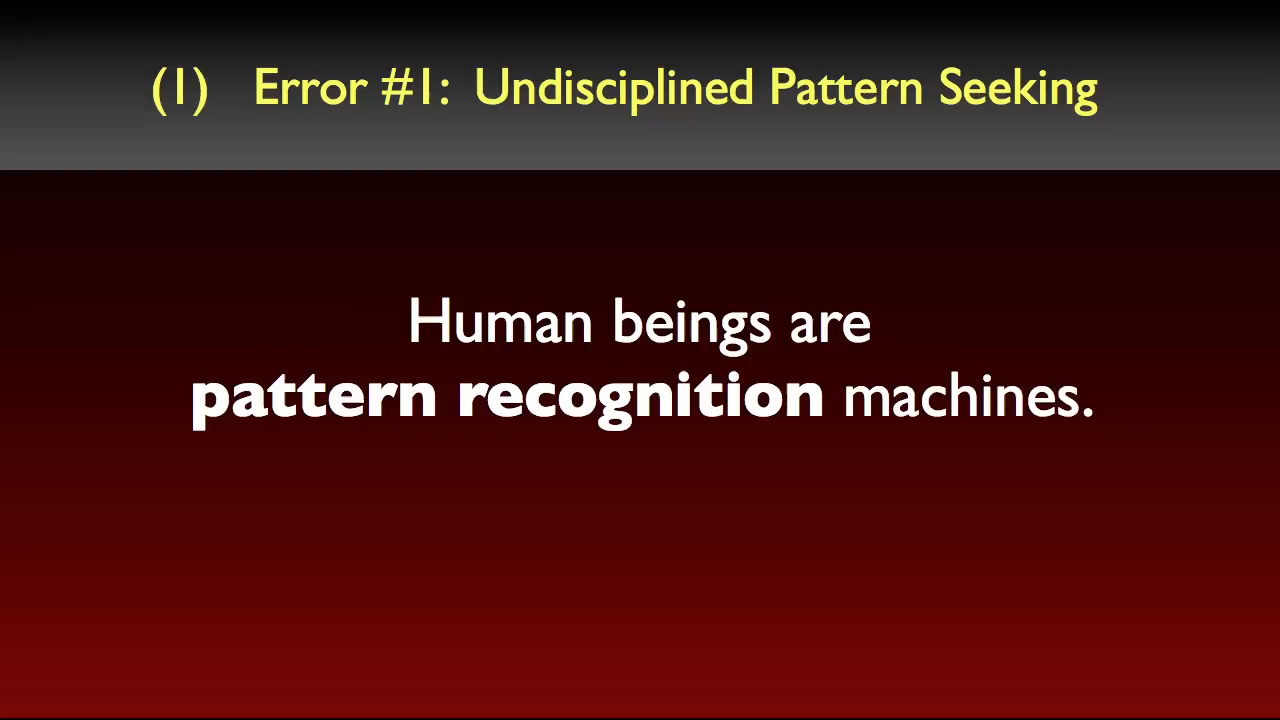 (1) Error #1: Undisciplined Pattern Seeking
Human beings are
pattern recognition machines.